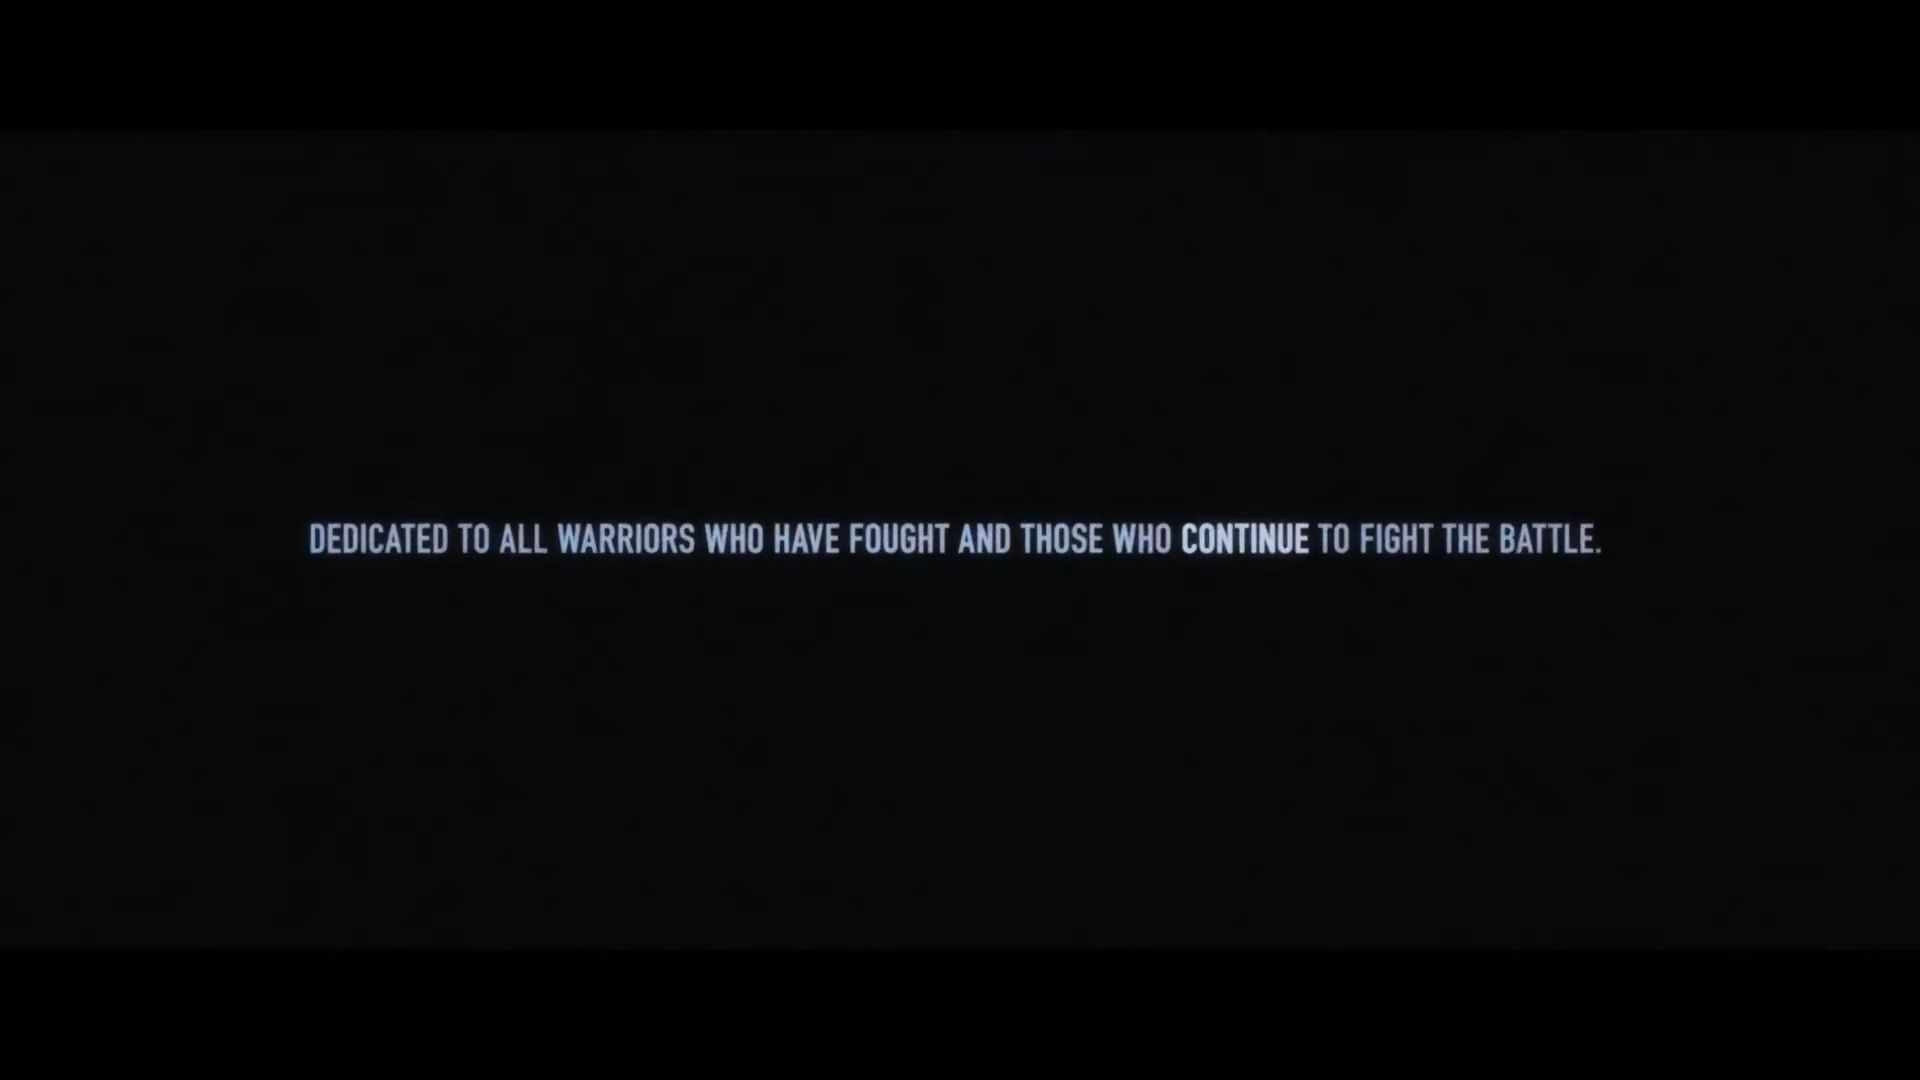 DEDICATED TO ALL WARRIORS WHO HAVE FOUGHT AND THOSE WHO CONTINUE TO FIGHT THE BATTLE.